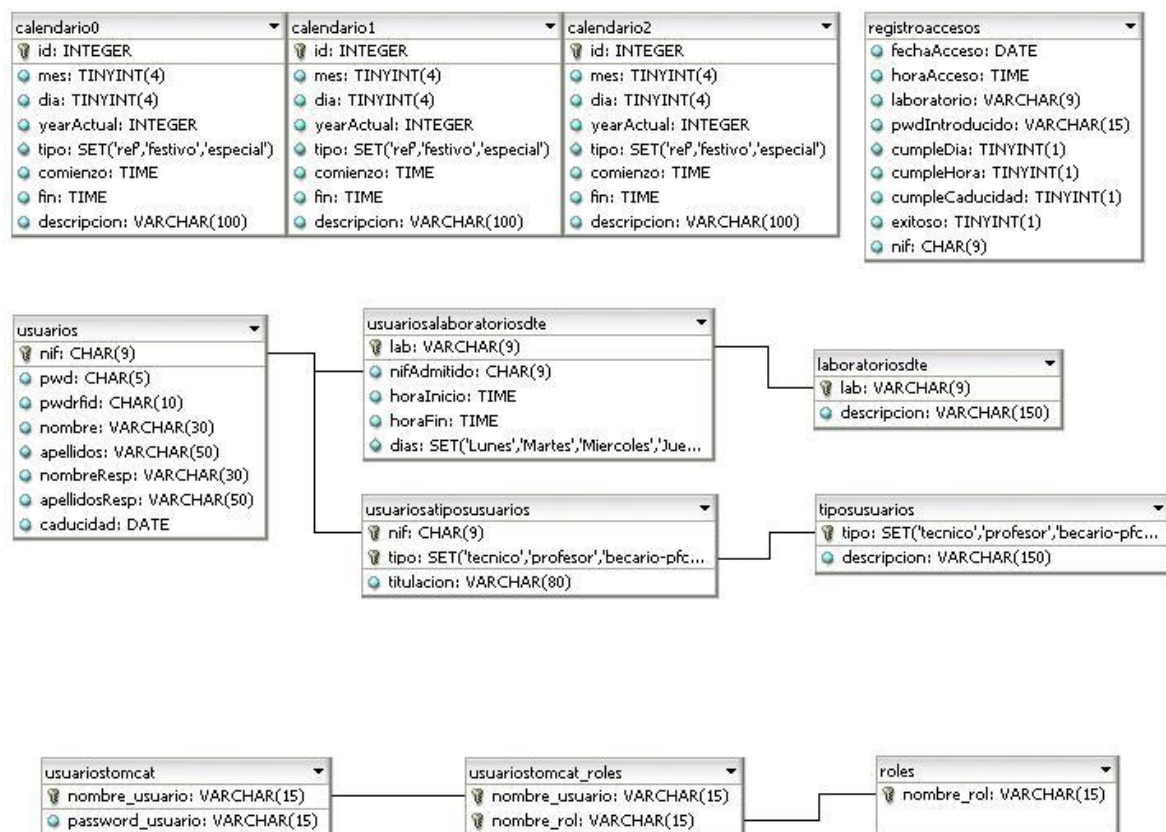 calendario0
id: INTEGER
mes: TINYINT(4)
dia: TINYINT(4)
yearActual: INTEGER
tipo: SET('ref','festivo','especial')
comienzo: TIME
fin: TIME
descripcion: VARCHAR(100)
calendario1
id: INTEGER
mes: TINYINT(4)
dia: TINYINT(4)
yearActual: INTEGER
tipo: SET('ref','festivo','especial')
comienzo: TIME
fin: TIME
descripcion: VARCHAR(100)
calendario2
id: INTEGER
mes: TINYINT(4)
dia: TINYINT(4)
yearActual: INTEGER
tipo: SET('ref','festivo','especial')
comienzo: TIME
fin: TIME
descripcion: VARCHAR(100)
registroaccesos
fechaAcceso: DATE
horaAcceso: TIME
laboratorio: VARCHAR(9)
pwdIntroducido: VARCHAR(15)
cumpleDia: TINYINT(1)
cumpleHora: TINYINT(1)
cumpleCaducidad: TINYINT(1)
exitoso: TINYINT(1)
nif: CHAR(9)
usuarios
nif: CHAR(9)
pwd: CHAR(5)
pwdrfid: CHAR(10)
nombre: VARCHAR(30)
apellidos: VARCHAR(50)
nombreResp: VARCHAR(30)
apellidosResp: VARCHAR(50)
caducidad: DATE
usuariosalaboratoriosdte
lab: VARCHAR(9)
nifAdmitido: CHAR(9)
horaInicio: TIME
horaFin: TIME
dias: SET('Lunes','Martes','Miercoles','Jue...
laboratoriosdte
lab: VARCHAR(9)
descripcion: VARCHAR(150)
usuariosatiposusuarios
nif: CHAR(9)
tipo: SET('tecnico','profesor','becario-pfc...
titulacion: VARCHAR(80)
tiposusuarios
tipo: SET('tecnico','profesor','becario-pfc...
descripcion: VARCHAR(150)
usuariostomcat
nombre_usuario: VARCHAR(15)
password_usuario: VARCHAR(15)
usuariostomcat_roles
nombre_usuario: VARCHAR(15)
nombre_rol: VARCHAR(15)
roles
nombre_rol: VARCHAR(15)